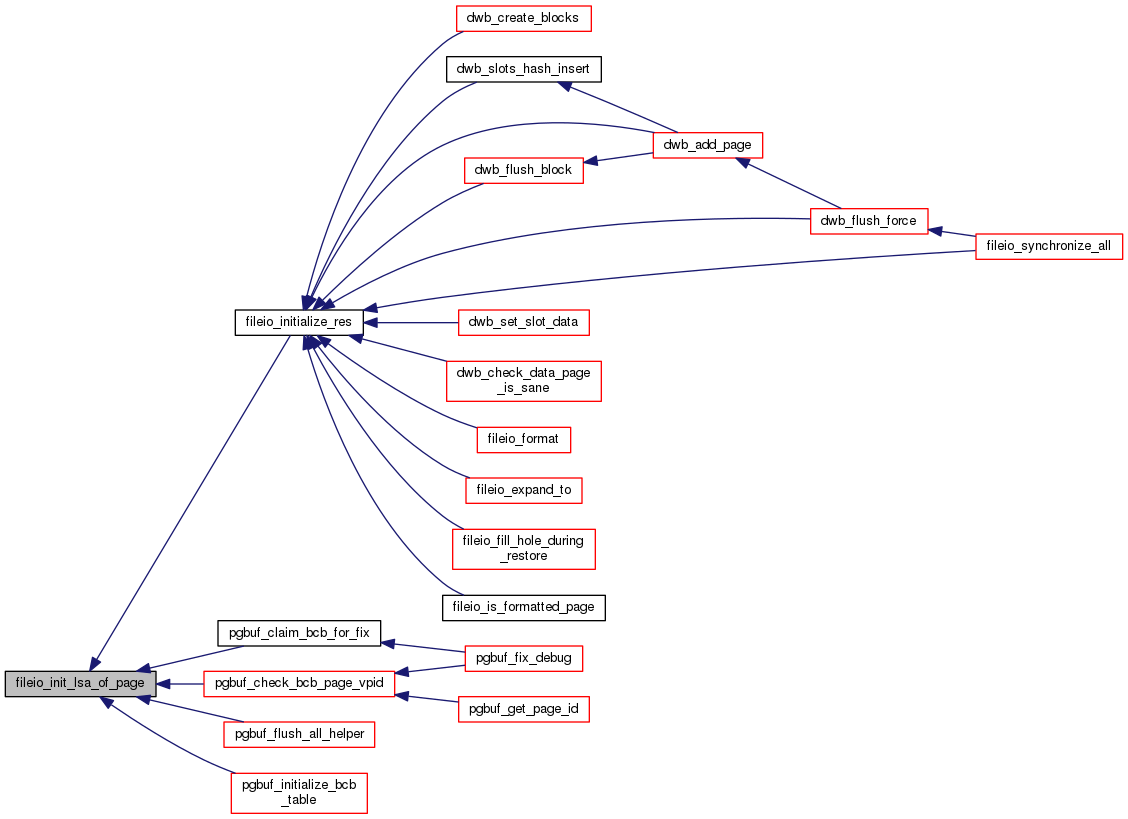 dwb_create_blocks
dwb_slots_hash_insert
dwb_add_page
dwb_flush_block
dwb_flush_force
fileio_synchronize_all
fileio_initialize_res
dwb_set_slot_data
dwb_check_data_page
_is_sane
fileio_format
fileio_expand_to
fileio_fill_hole_during
_restore
fileio_is_formatted_page
pgbuf_claim_bcb_for_fix
pgbuf_fix_debug
fileio_init_lsa_of_page
pgbuf_check_bcb_page_vpid
pgbuf_get_page_id
pgbuf_flush_all_helper
pgbuf_initialize_bcb
_table